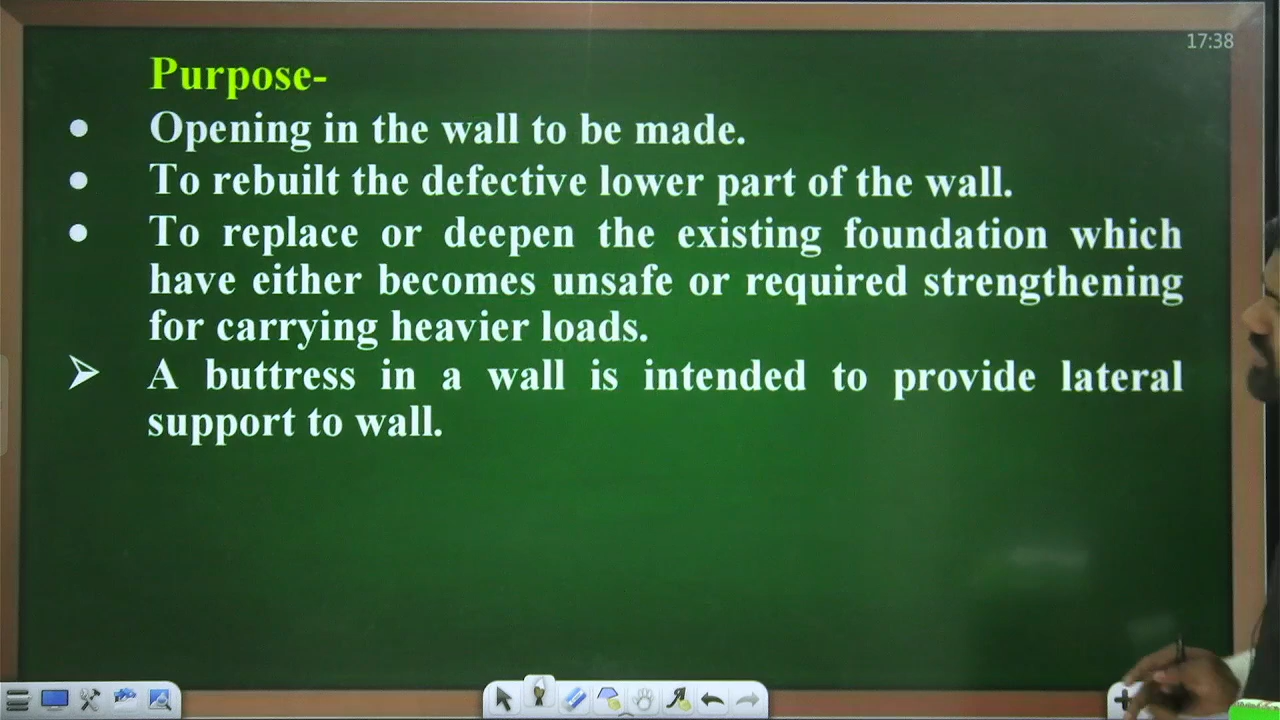 17:38
Purpose-
• Opening in the wall to be made.
• To rebuilt the defective lower part of the wall.
• To replace or deepen the existing foundation which
have either becomes unsafe or required strengthening
for carrying heavier loads.
➢ A buttress in a wall is intended to provide lateral
support to wall.